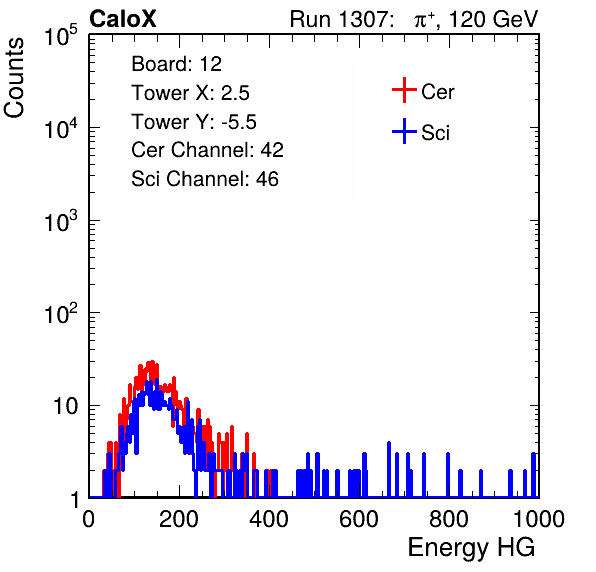 CaloX Run 1307: π⁺, 120 GeV
Counts
10⁵
10⁴
10³
10²
10
1
Board: 12
Tower X: 2.5
Tower Y: -5.5
Cer Channel: 42
Sci Channel: 46
Cer
Sci
0 200 400 600 800 1000
Energy HG